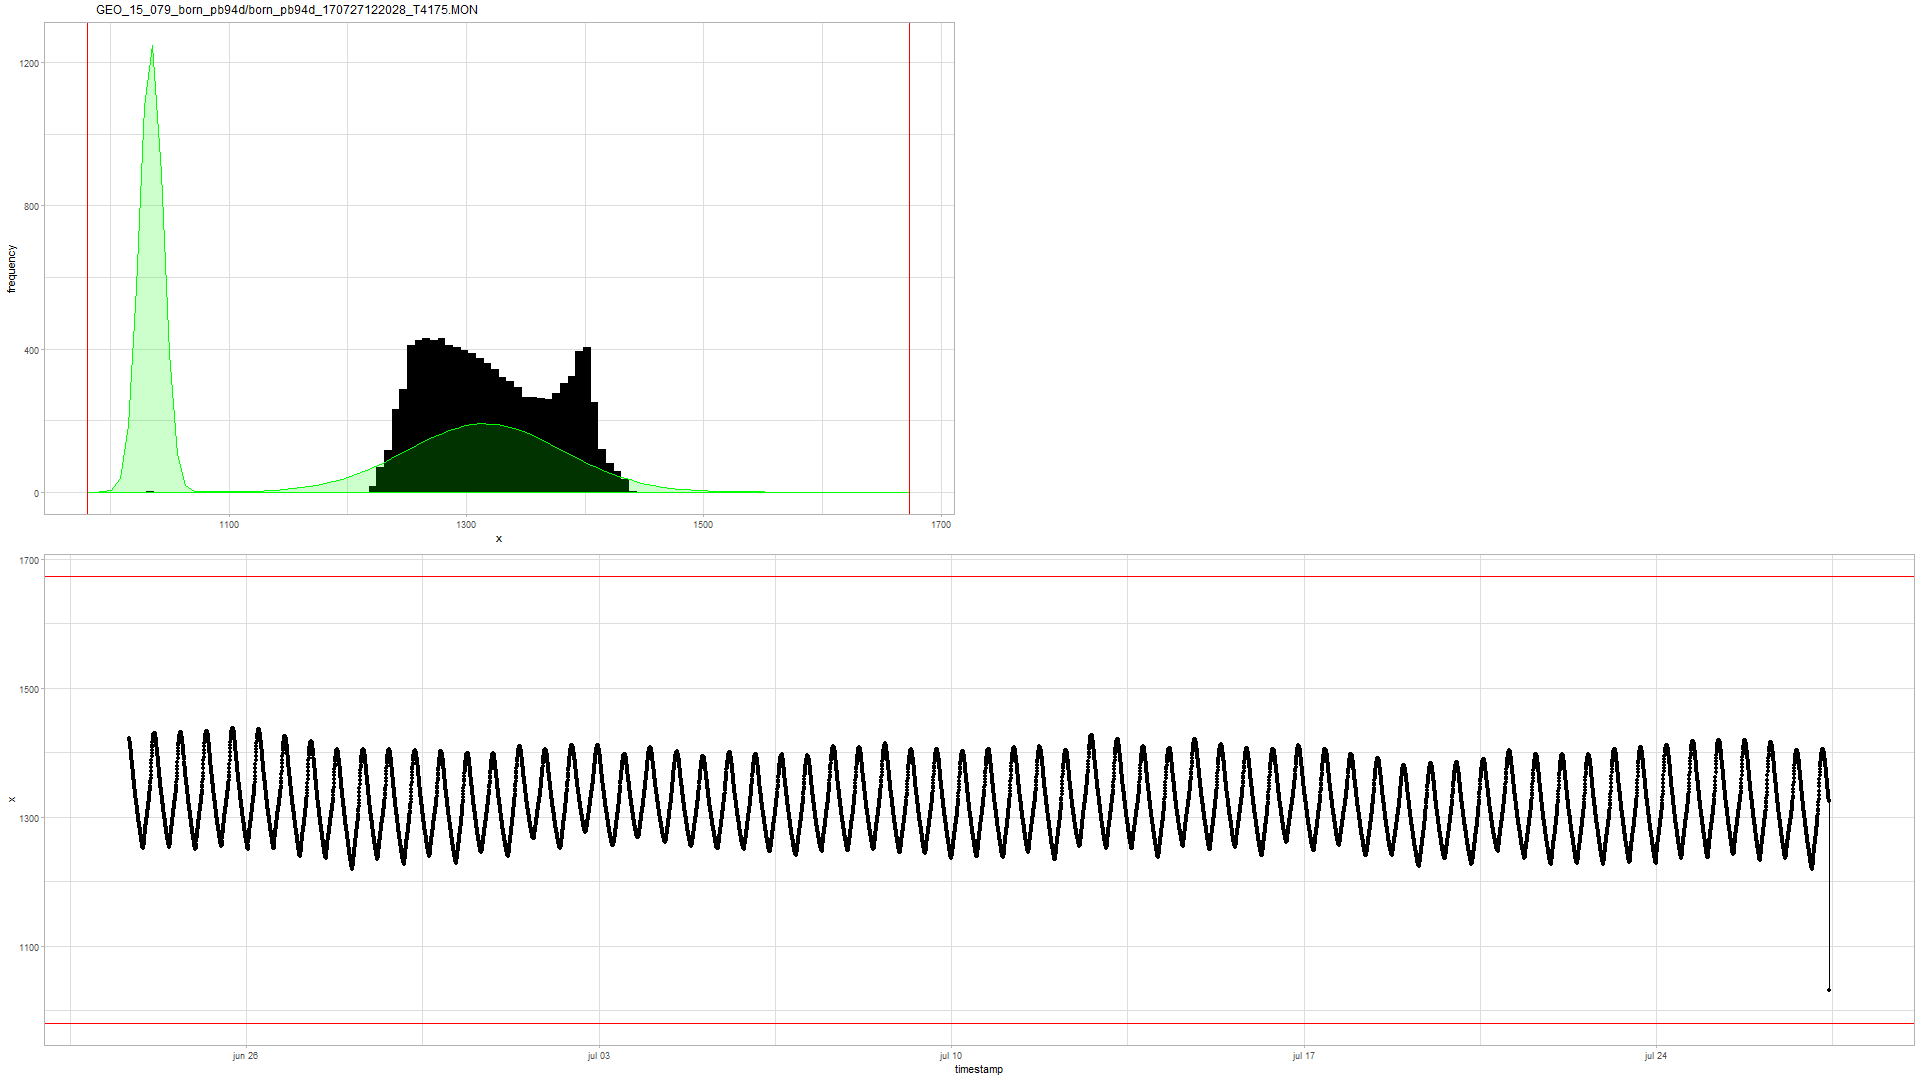 GEO_15_079_born_pb94d/born_pb94d_170727122028_T4175.MON
1200
800
400
0
frequency
1100
1300
1500
1700
x
1700
1500
1300
1100
x
jun 26
jul 03
jul 10
jul 17
jul 24
timestamp